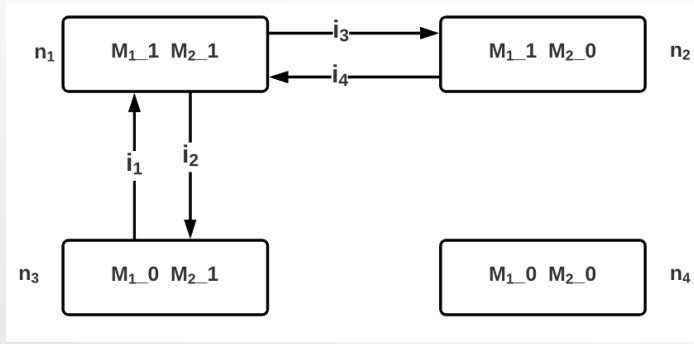 i₃
n₁ M₁_1 M₂_1 M₁_1 M₂_0 n₂
i₄
i₁ i₂
n₃ M₁_0 M₂_1 M₁_0 M₂_0 n₄